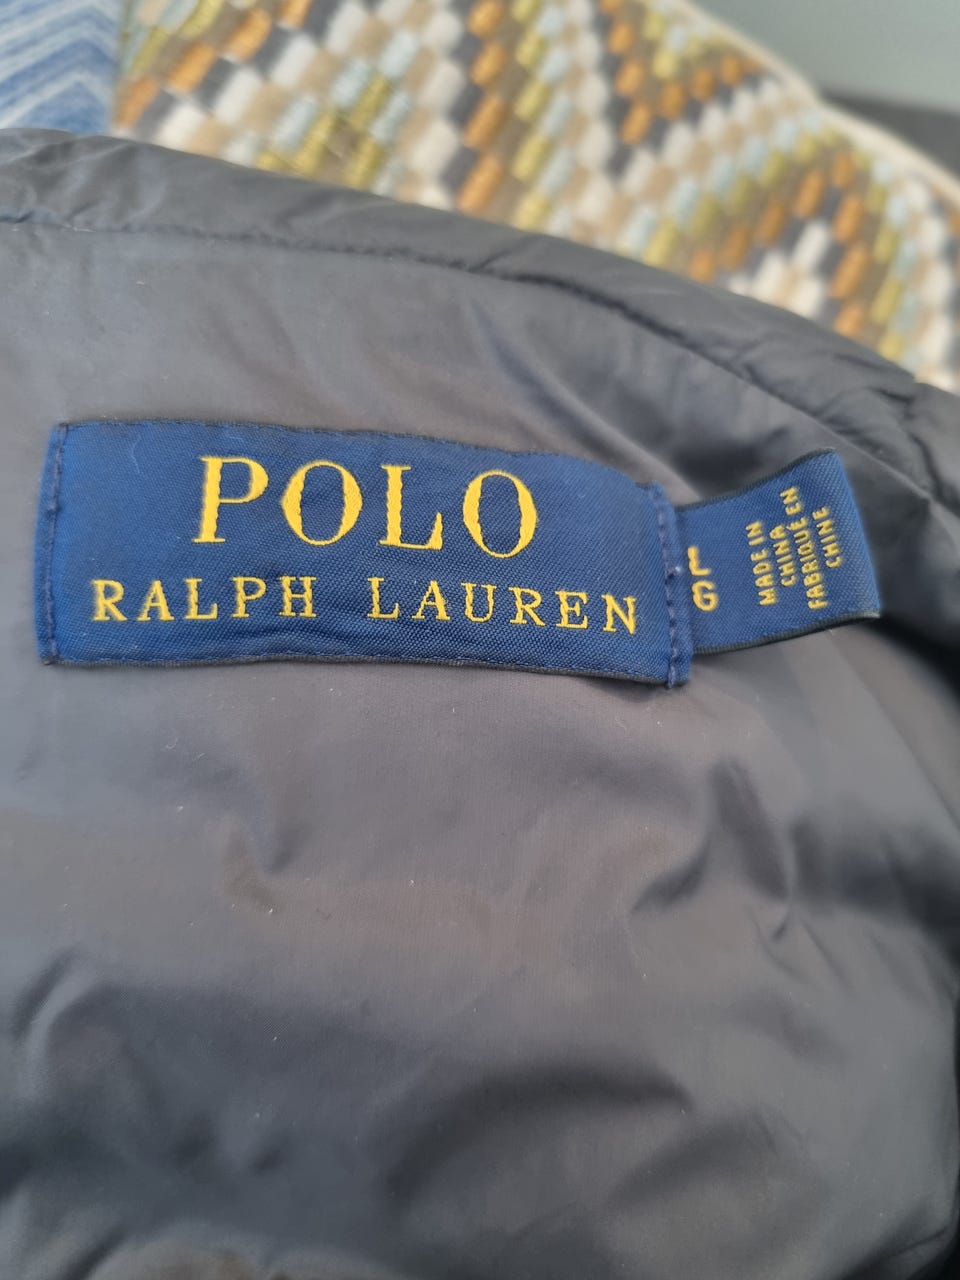 POLO
RALPH LAUREN
L
G
MADE IN
CHINA
FABRIQUÉ EN
CHINE